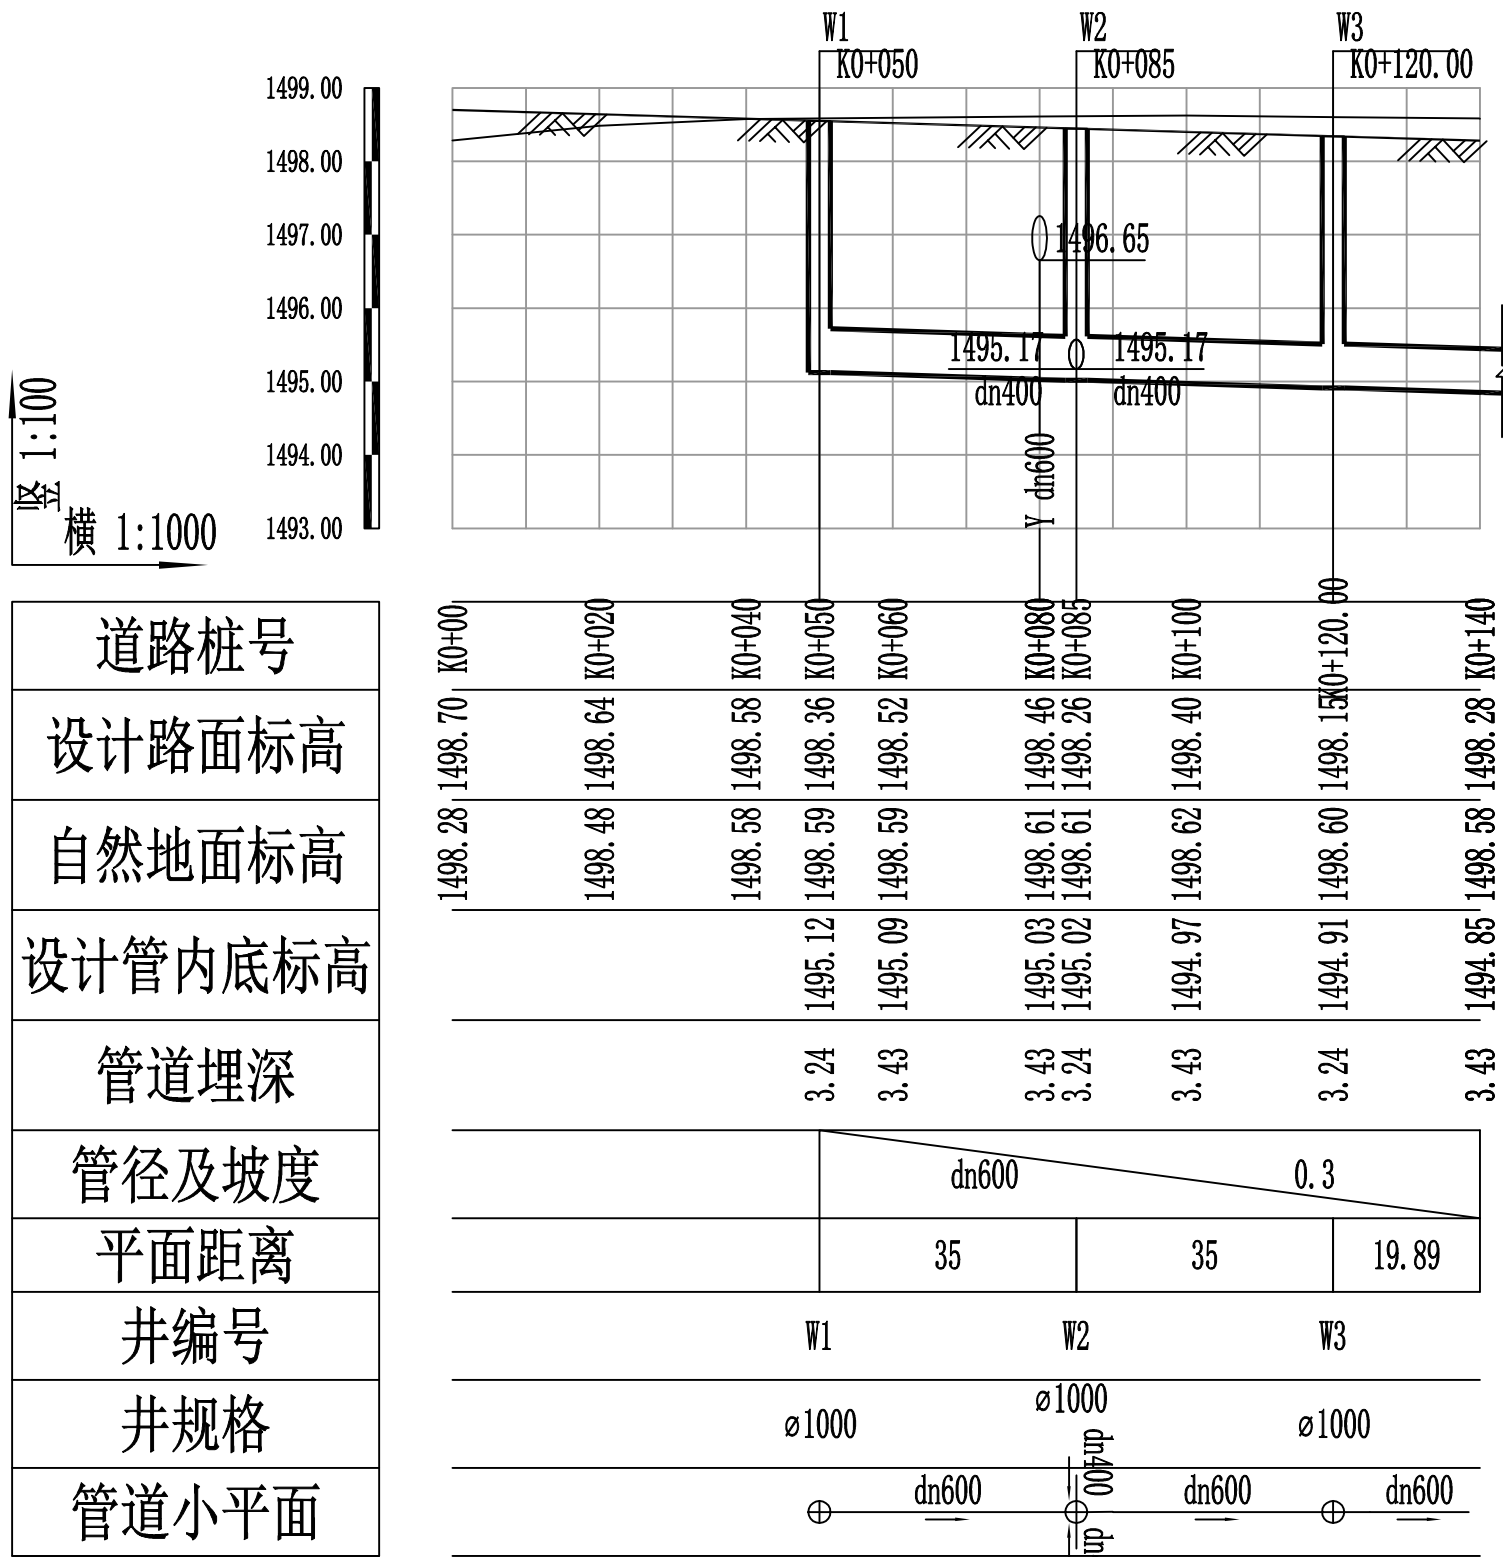 W1 W2 W3
K0+050 K0+085 K0+120.00
1499.00
1498.00
1497.00
1496.65
1496.00
1495.17 1495.17
1495.00
dn400 dn400
1494.00
Y dn600
1493.00
竖 1:100
横 1:1000
道路桩号 K0+00 K0+020 K0+040 K0+050 K0+060 K0+080 K0+085 K0+100 K0+120.00 K0+140
设计路面标高 1498.70 1498.64 1498.58 1498.36 1498.52 1498.46 1498.26 1498.40 1498.15 1498.28
自然地面标高 1498.28 1498.48 1498.58 1498.59 1498.59 1498.61 1498.61 1498.62 1498.60 1498.58
设计管内底标高 1495.12 1495.09 1495.03 1495.02 1494.97 1494.91 1494.85
管道埋深 3.24 3.43 3.43 3.24 3.43 3.24 3.43
管径及坡度 dn600 0.3
平面距离 35 35 19.89
井编号 W1 W2 W3
井规格 ø1000 ø1000 ø1000
管道小平面 dn600 dn400 dn dn600 dn600